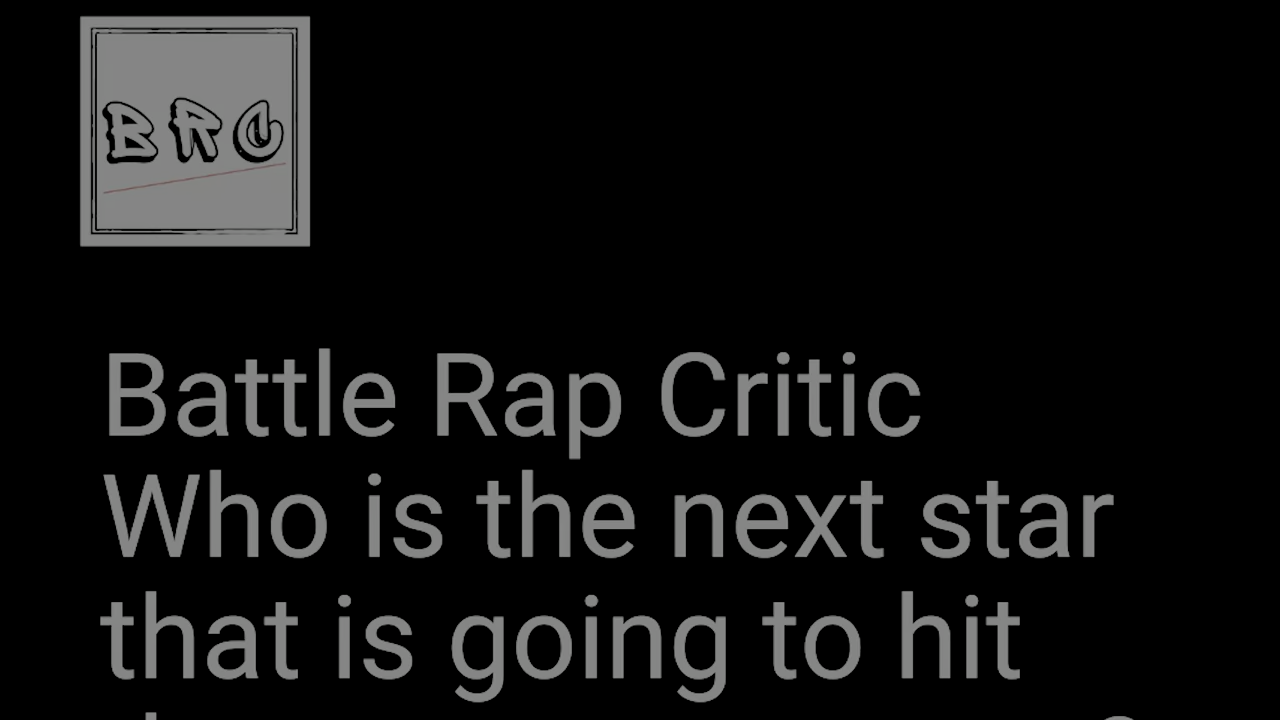 BRC
Battle Rap Critic
Who is the next star
that is going to hit